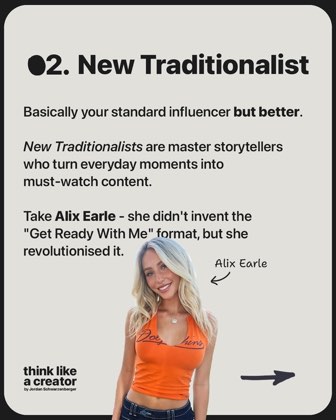 02. New Traditionalist
Basically your standard influencer but better.
New Traditionalists are master storytellers
who turn everyday moments into
must-watch content.
Take Alix Earle - she didn't invent the
"Get Ready With Me" format, but she
revolutionised it.
Alix Earle
think like
a creator
by Jordan Schwarzenberger